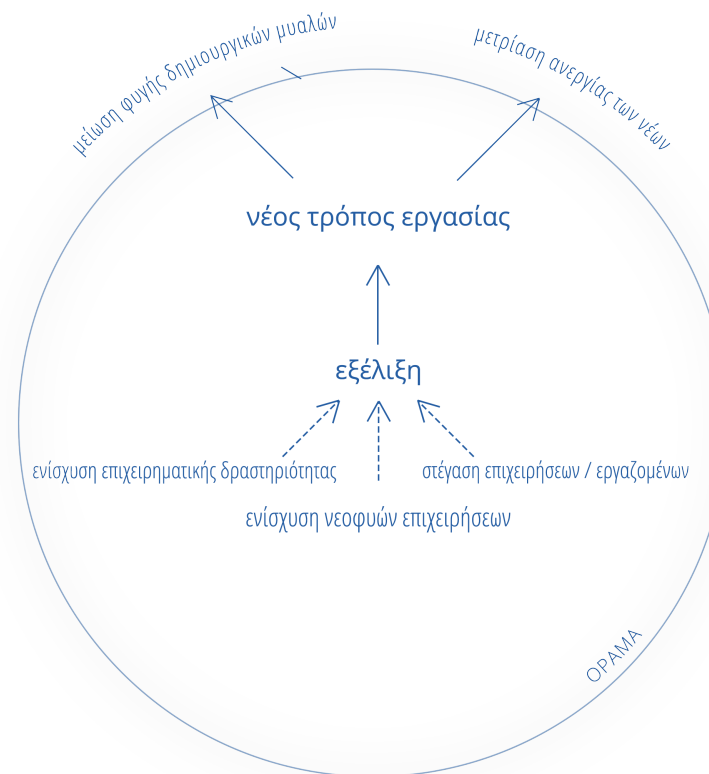 μείωση φυγής δημιουργικών μυαλών
μετρίαση ανεργίας των νέων
νέος τρόπος εργασίας
εξέλιξη
ενίσχυση επιχειρηματικής δραστηριότητας
στέγαση επιχειρήσεων / εργαζομένων
ενίσχυση νεοφυών επιχειρήσεων
ΟΡΑΜΑ